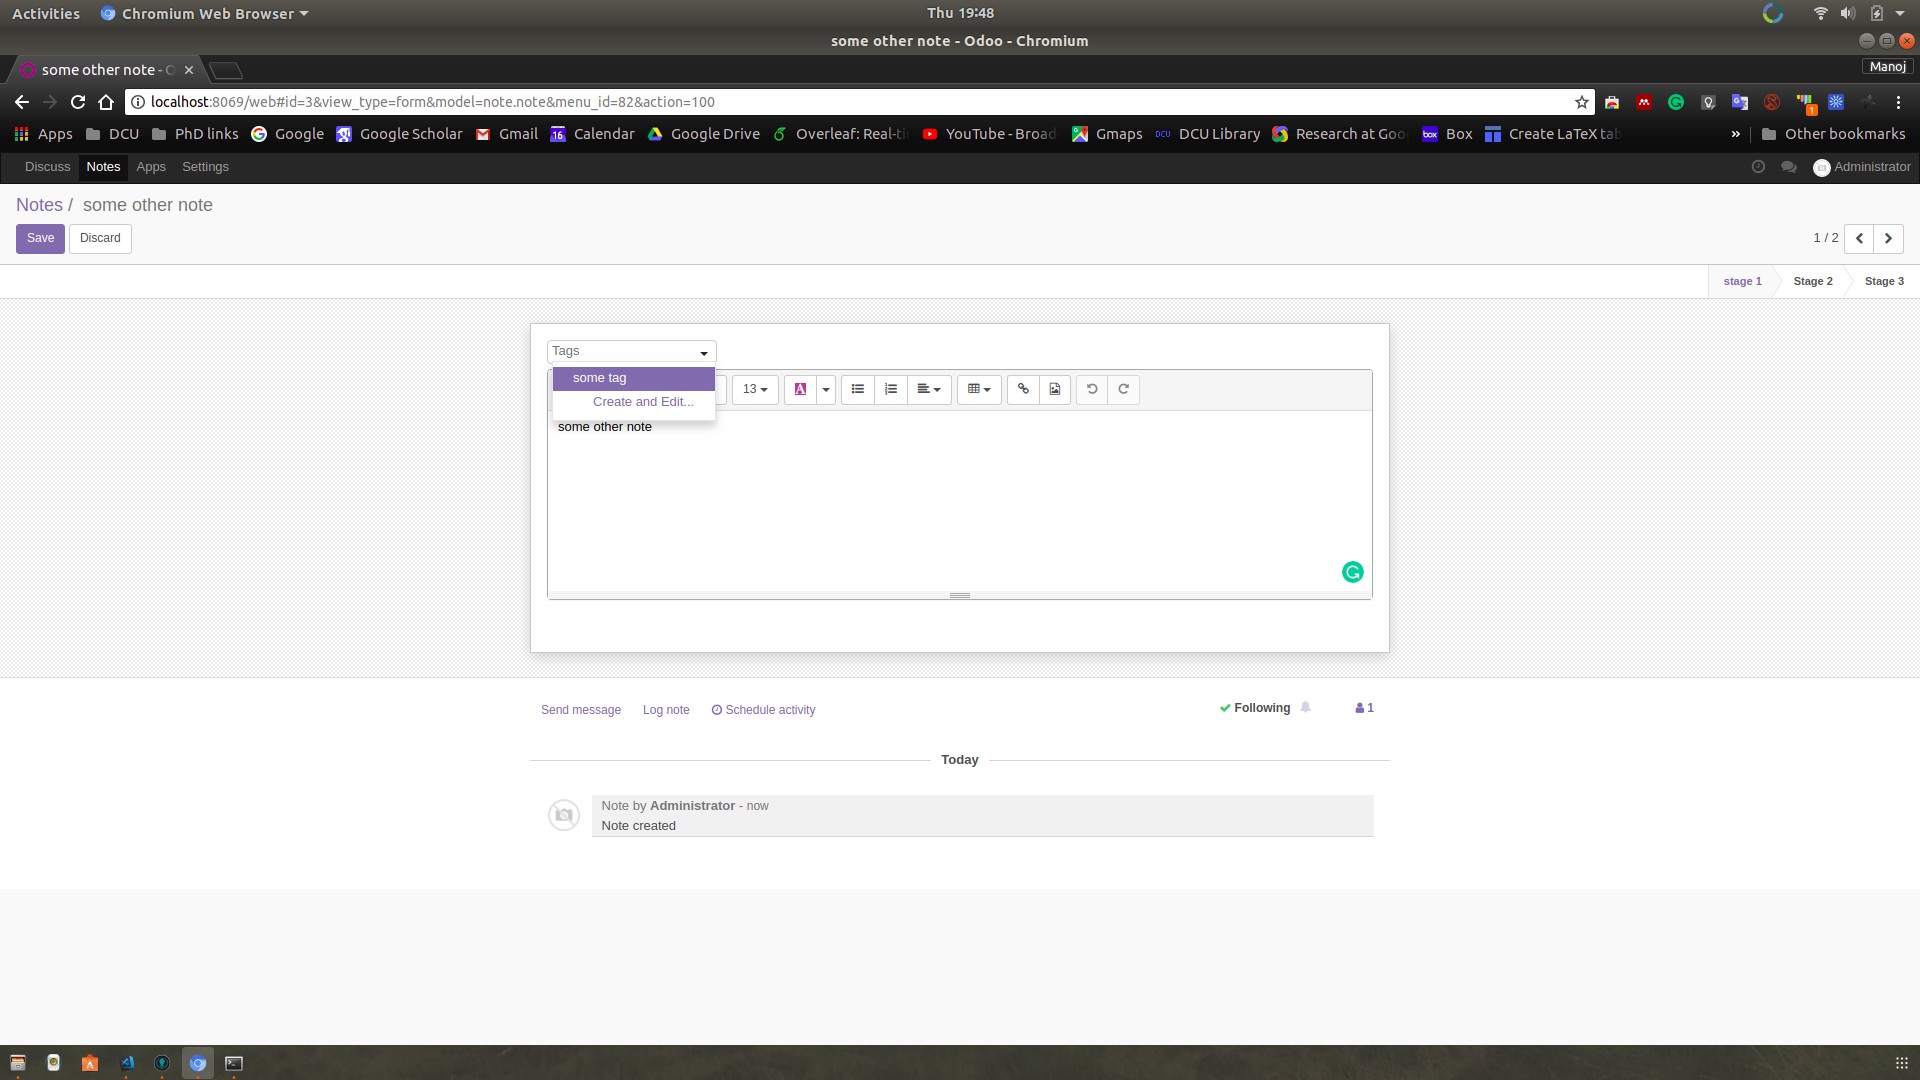 Activities Chromium Web Browser Thu 19:48
some other note - Odoo - Chromium
some other note - Manoj
localhost:8069/web#id=3&view_type=form&model=note.note&menu_id=82&action=100
1
Apps DCU PhD links Google Google Scholar Gmail 16 Calendar Google Drive Overleaf: Real-ti YouTube - Broad Gmaps DCU DCU Library Research at Goo box Box Create LaTeX tab » Other bookmarks
Discuss Notes Apps Settings Administrator
Notes / some other note
Save Discard 1 / 2
stage 1 Stage 2 Stage 3
Tags
some tag
13 A
Create and Edit...
some other note
Send message Log note Schedule activity Following 1
Today
Note by Administrator - now
Note created